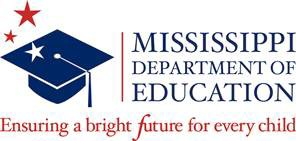 MISSISSIPPI
DEPARTMENT OF
EDUCATION
Ensuring a bright future for every child